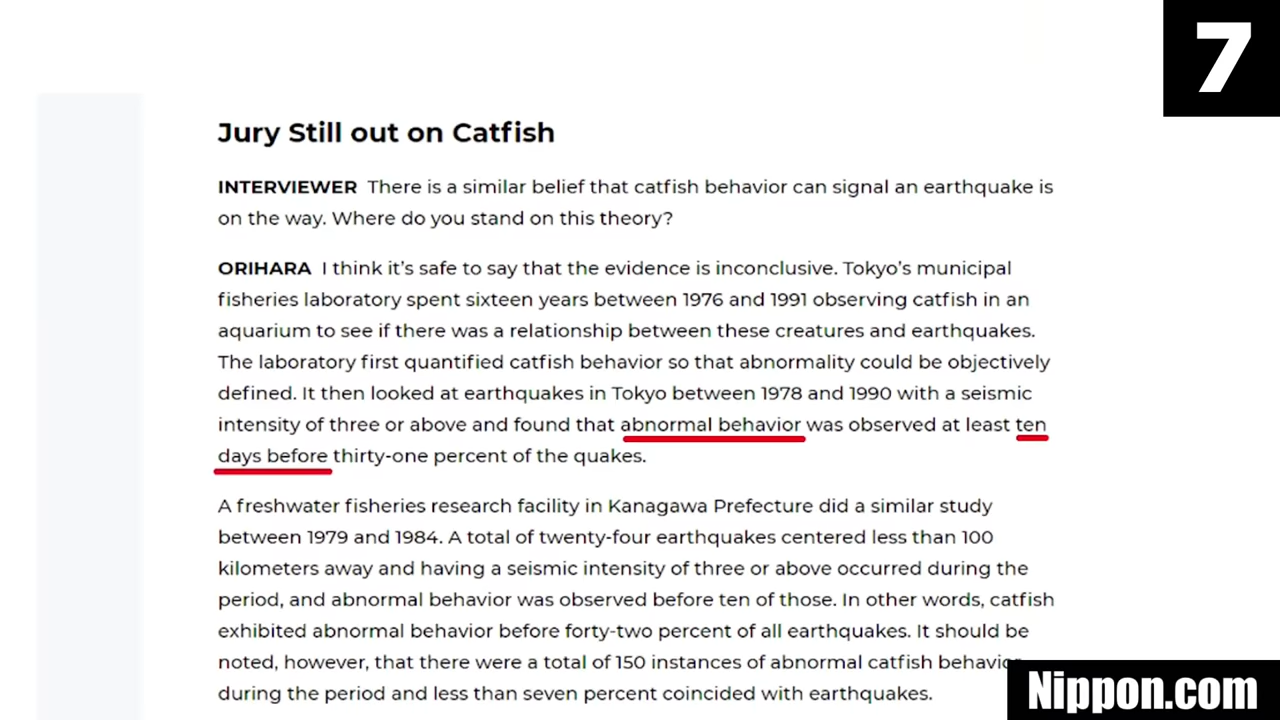 7
Jury Still out on Catfish
INTERVIEWER There is a similar belief that catfish behavior can signal an earthquake is
on the way. Where do you stand on this theory?
ORIHARA I think it's safe to say that the evidence is inconclusive. Tokyo's municipal
fisheries laboratory spent sixteen years between 1976 and 1991 observing catfish in an
aquarium to see if there was a relationship between these creatures and earthquakes.
The laboratory first quantified catfish behavior so that abnormality could be objectively
defined. It then looked at earthquakes in Tokyo between 1978 and 1990 with a seismic
intensity of three or above and found that abnormal behavior was observed at least ten
days before thirty-one percent of the quakes.
A freshwater fisheries research facility in Kanagawa Prefecture did a similar study
between 1979 and 1984. A total of twenty-four earthquakes centered less than 100
kilometers away and having a seismic intensity of three or above occurred during the
period, and abnormal behavior was observed before ten of those. In other words, catfish
exhibited abnormal behavior before forty-two percent of all earthquakes. It should be
noted, however, that there were a total of 150 instances of abnormal catfish behavior
during the period and less than seven percent coincided with earthquakes.
Nippon.com